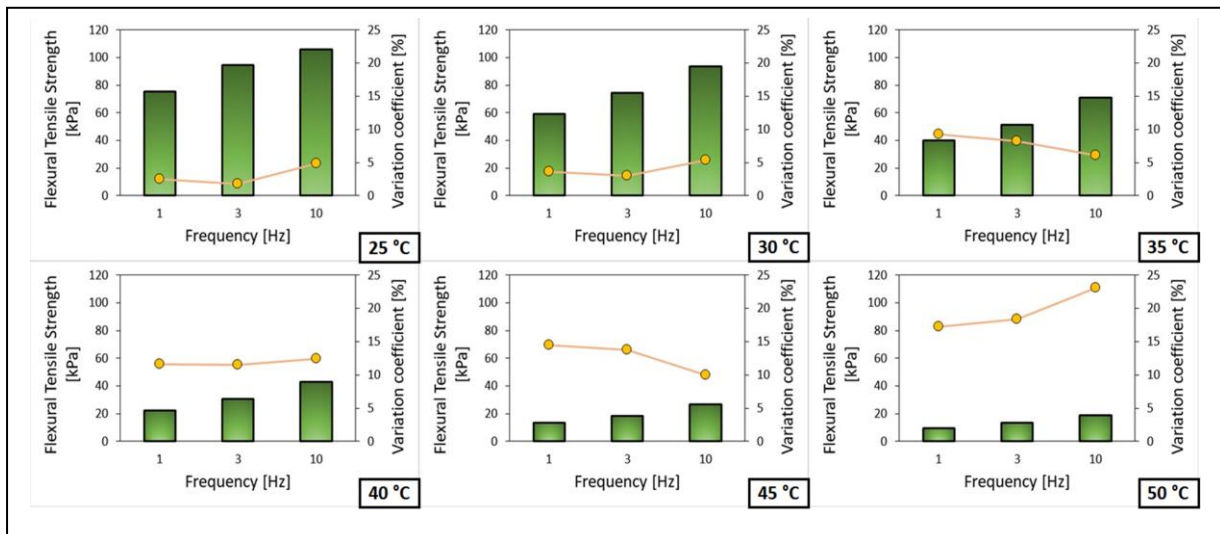 Flexural Tensile Strength
[kPa]
120
100
80
60
40
20
0
25
20
15
10
5
0
Variation coefficient [%]
1 3 10
Frequency [Hz]
25 °C
Flexural Tensile Strength
[kPa]
120
100
80
60
40
20
0
25
20
15
10
5
0
Variation coefficient [%]
1 3 10
Frequency [Hz]
30 °C
Flexural Tensile Strength
[kPa]
120
100
80
60
40
20
0
25
20
15
10
5
0
Variation coefficient [%]
1 3 10
Frequency [Hz]
35 °C
Flexural Tensile Strength
[kPa]
120
100
80
60
40
20
0
25
20
15
10
5
0
Variation coefficient [%]
1 3 10
Frequency [Hz]
40 °C
Flexural Tensile Strength
[kPa]
120
100
80
60
40
20
0
25
20
15
10
5
0
Variation coefficient [%]
1 3 10
Frequency [Hz]
45 °C
Flexural Tensile Strength
[kPa]
120
100
80
60
40
20
0
25
20
15
10
5
0
Variation coefficient [%]
1 3 10
Frequency [Hz]
50 °C